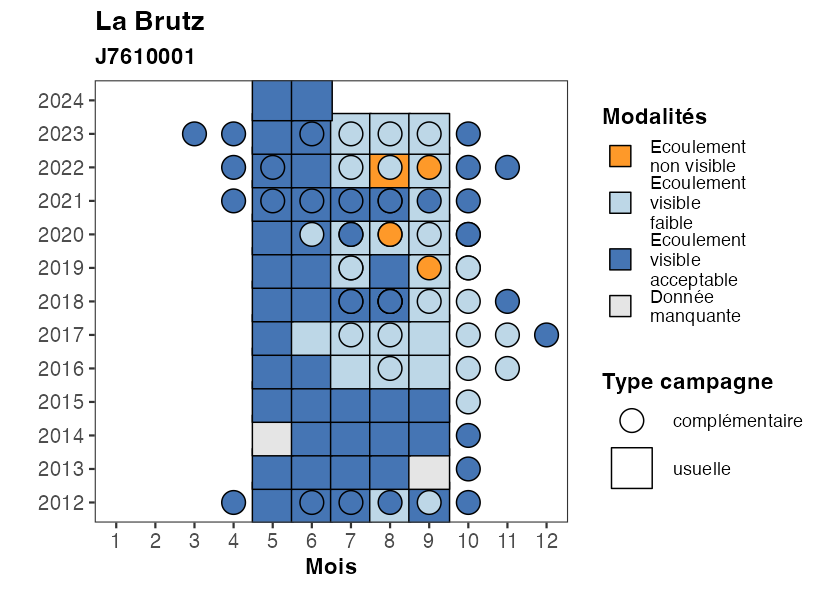 La Brutz
J7610001
2024
2023
2022
2021
2020
2019
2018
2017
2016
2015
2014
2013
2012
1 2 3 4 5 6 7 8 9 10 11 12
Mois
Modalités
Ecoulement
non visible
Ecoulement
visible
faible
Ecoulement
visible
acceptable
Donnée
manquante
Type campagne
complémentaire
usuelle